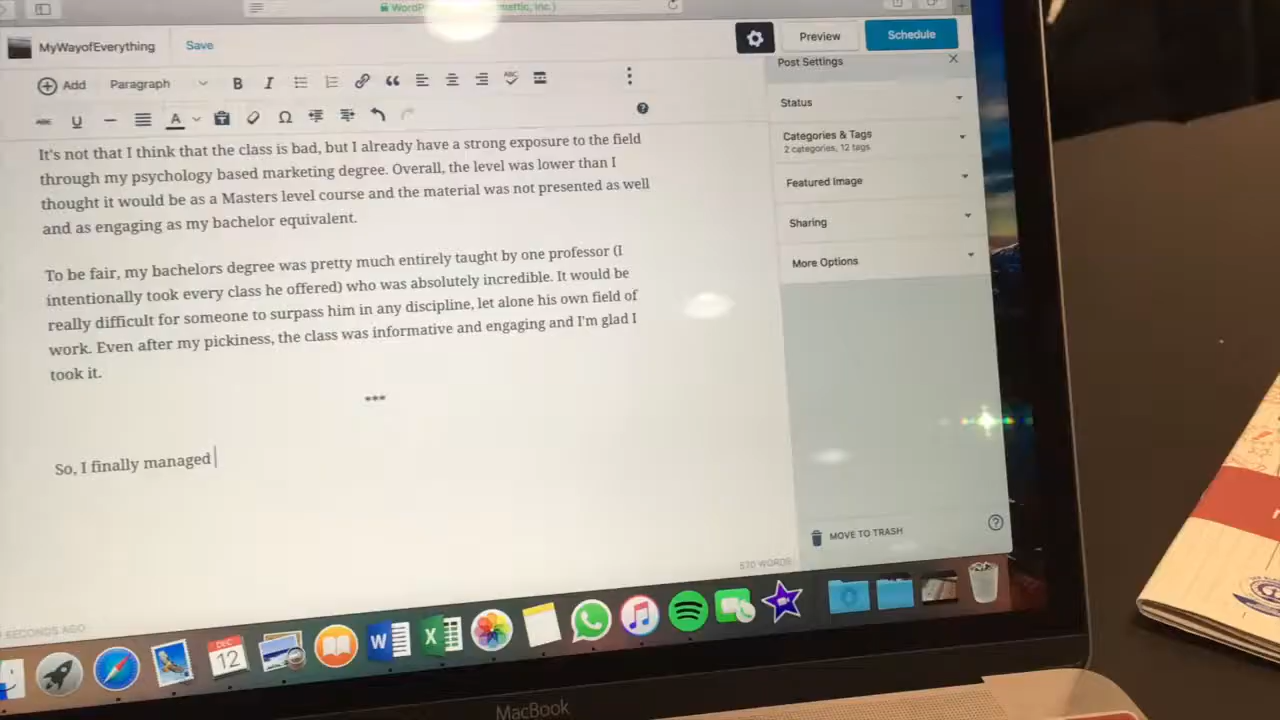 MyWayofEverything Save Preview Schedule
Add Paragraph B I ABC
ABC U A Ω
Post Settings
Status
Categories & Tags
2 categories, 12 tags
Featured Image
Sharing
More Options
MOVE TO TRASH
It's not that I think that the class is bad, but I already have a strong exposure to the field
through my psychology based marketing degree. Overall, the level was lower than I
thought it would be as a Masters level course and the material was not presented as well
and as engaging as my bachelor equivalent.
To be fair, my bachelors degree was pretty much entirely taught by one professor (I
intentionally took every class he offered) who was absolutely incredible. It would be
really difficult for someone to surpass him in any discipline, let alone his own field of
work. Even after my pickiness, the class was informative and engaging and I'm glad I
took it.
***
So, I finally managed
570 WORDS
SECONDS AGO
DEC
12
W
X
MacBook